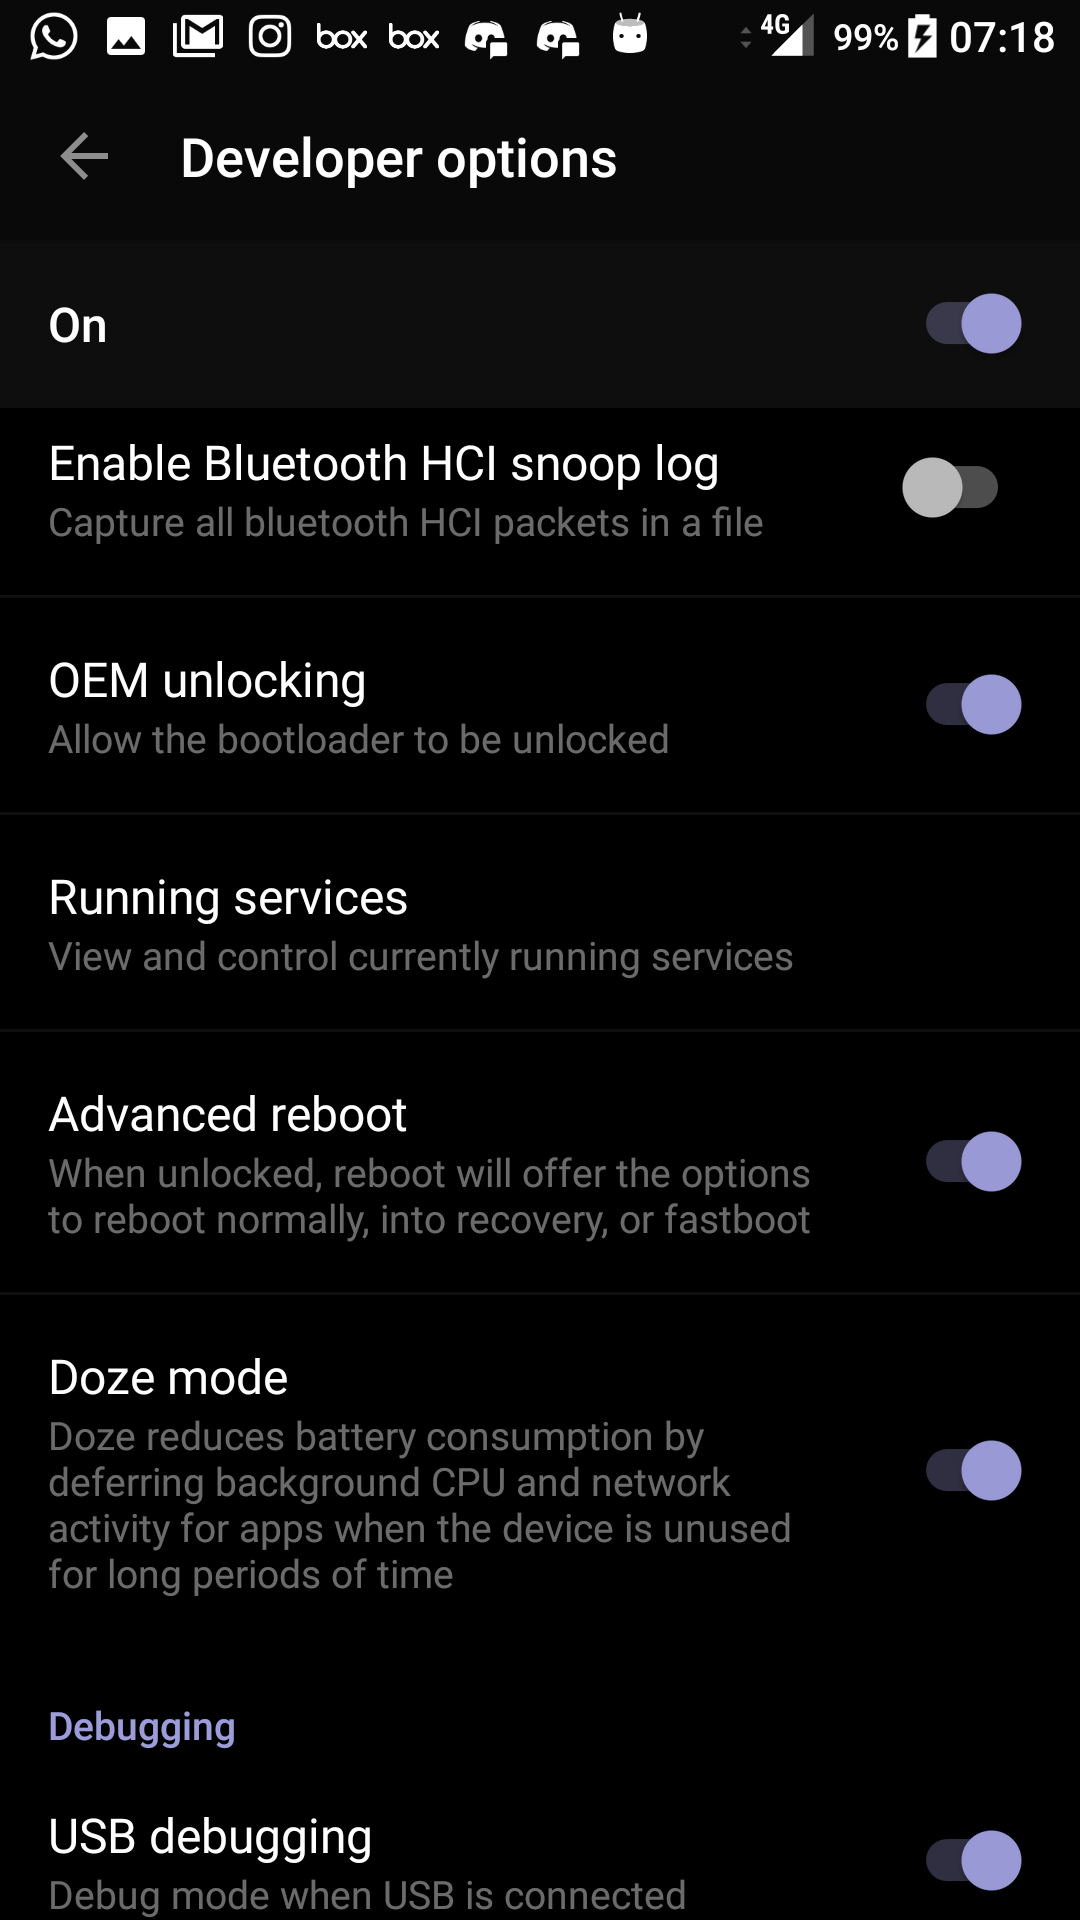 box box 4G 99% 07:18
Developer options
On
Enable Bluetooth HCI snoop log
Capture all bluetooth HCI packets in a file
OEM unlocking
Allow the bootloader to be unlocked
Running services
View and control currently running services
Advanced reboot
When unlocked, reboot will offer the options
to reboot normally, into recovery, or fastboot
Doze mode
Doze reduces battery consumption by
deferring background CPU and network
activity for apps when the device is unused
for long periods of time
Debugging
USB debugging
Debug mode when USB is connected